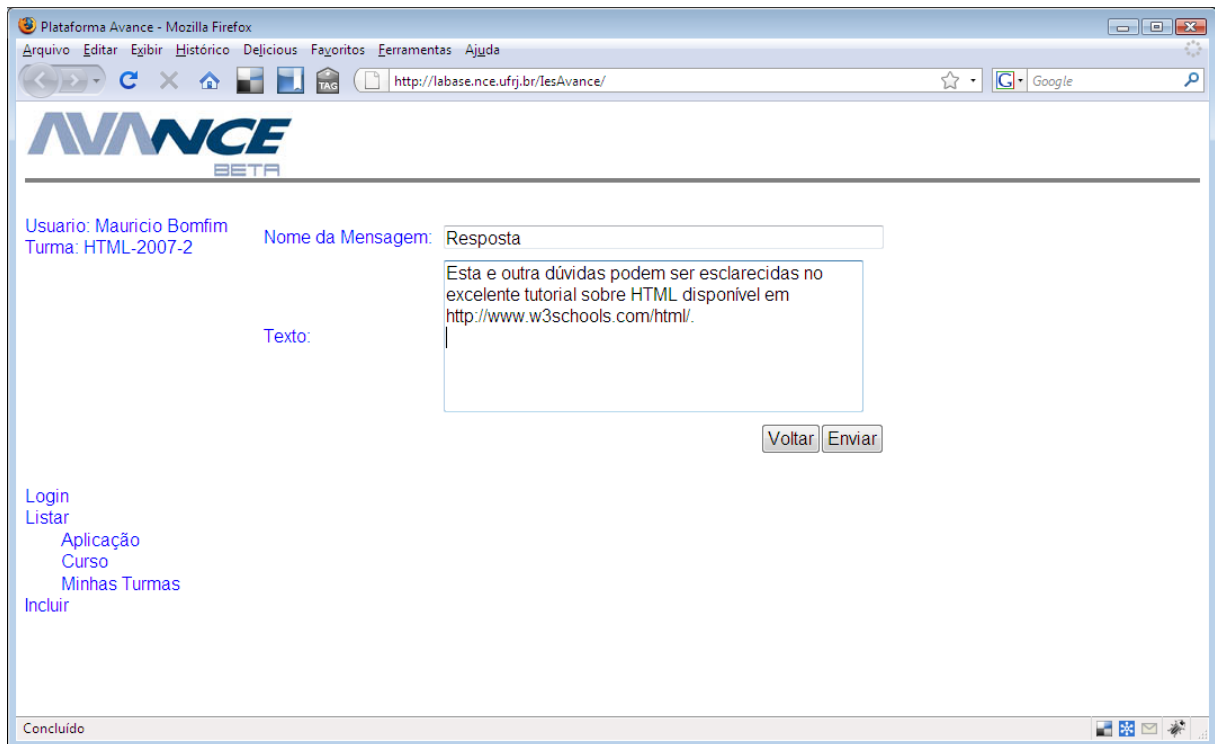 Plataforma Avance - Mozilla Firefox
Arquivo Editar Exibir Histórico Delicious Favoritos Ferramentas Ajuda
TAG http://labase.nce.ufrj.br/IesAvance/ G Google
AVANCE
BETA
Usuario: Mauricio Bomfim
Turma: HTML-2007-2
Nome da Mensagem: Resposta
Texto:
Esta e outra dúvidas podem ser esclarecidas no
excelente tutorial sobre HTML disponível em
http://www.w3schools.com/html/.
Voltar Enviar
Login
Listar
Aplicação
Curso
Minhas Turmas
Incluir
Concluído